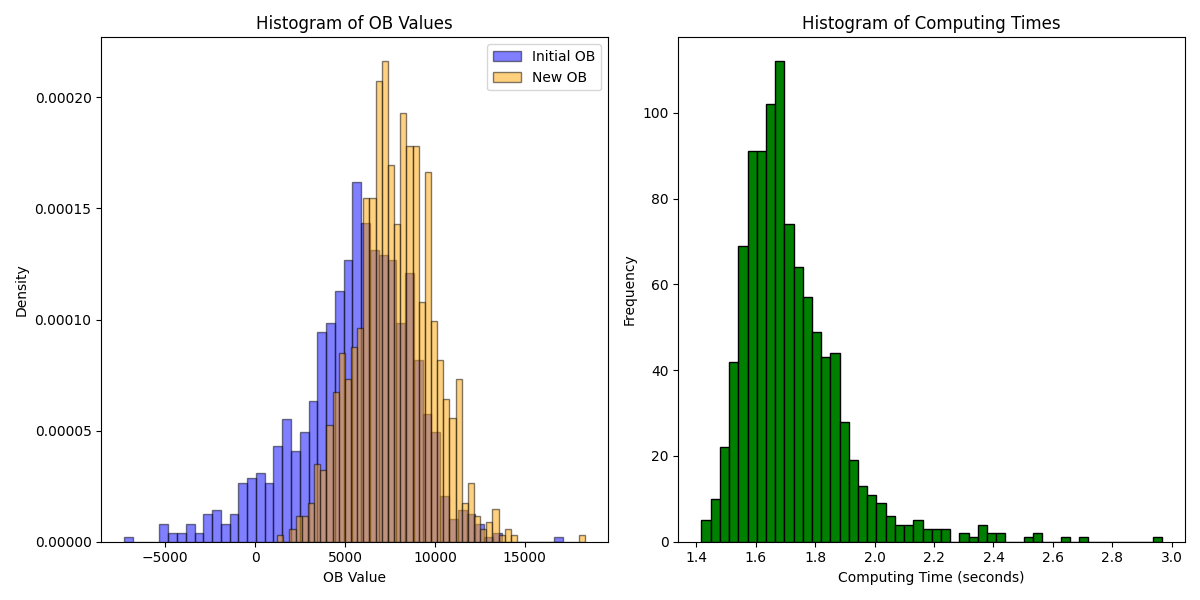 Histogram of OB Values
Initial OB
New OB
0.00020
0.00015
0.00010
0.00005
0.00000
Density
−5000 0 5000 10000 15000
OB Value
Histogram of Computing Times
100
80
60
40
20
0
Frequency
1.4 1.6 1.8 2.0 2.2 2.4 2.6 2.8 3.0
Computing Time (seconds)